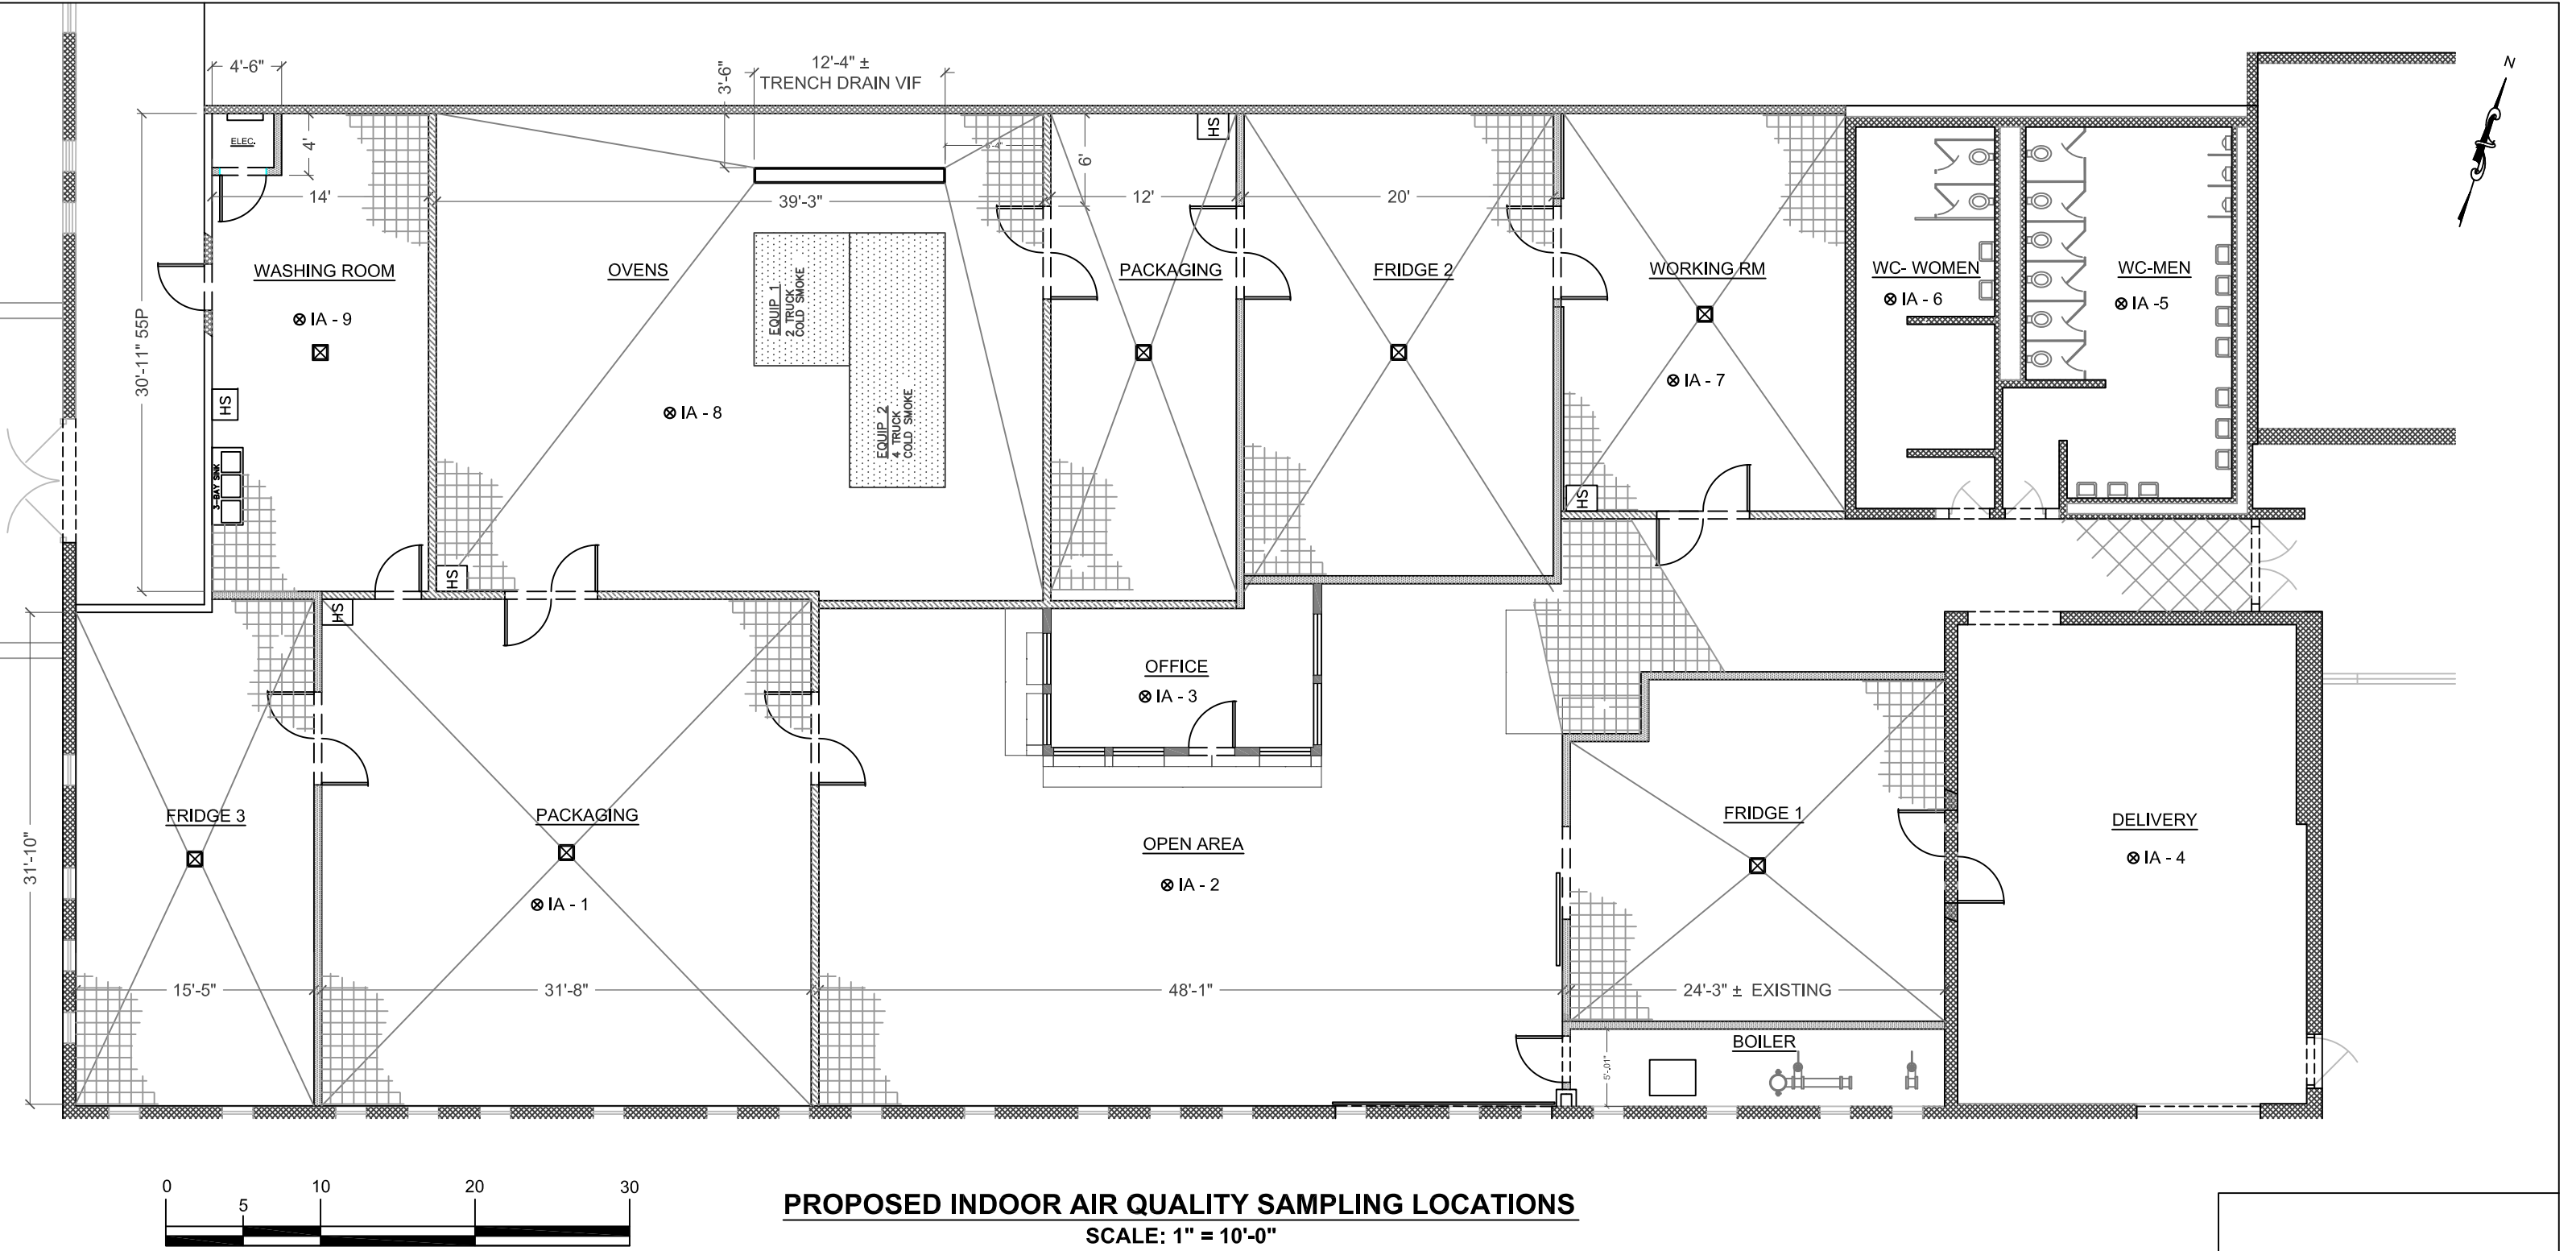 N
4'-6"
3'-6"
12'-4" ±
TRENCH DRAIN VIF
ELEC.
4'
6'
HS
14'
39'-3"
12'
20'
30'-11" 55P
WASHING ROOM
OVENS
PACKAGING
FRIDGE 2
WORKING RM
WC- WOMEN
WC-MEN
IA - 9
IA - 8
IA - 7
IA - 6
IA -5
EQUIP 1
2 TRUCK
COLD SMOKE
EQUIP 2
4 TRUCK
COLD SMOKE
HS
3-BAY SINK
HS
HS
HS
OFFICE
IA - 3
31'-10"
FRIDGE 3
PACKAGING
OPEN AREA
FRIDGE 1
DELIVERY
IA - 1
IA - 2
IA - 4
15'-5"
31'-8"
48'-1"
24'-3" ± EXISTING
BOILER
5'-.01"
0
5
10
20
30
PROPOSED INDOOR AIR QUALITY SAMPLING LOCATIONS
SCALE: 1" = 10'-0"